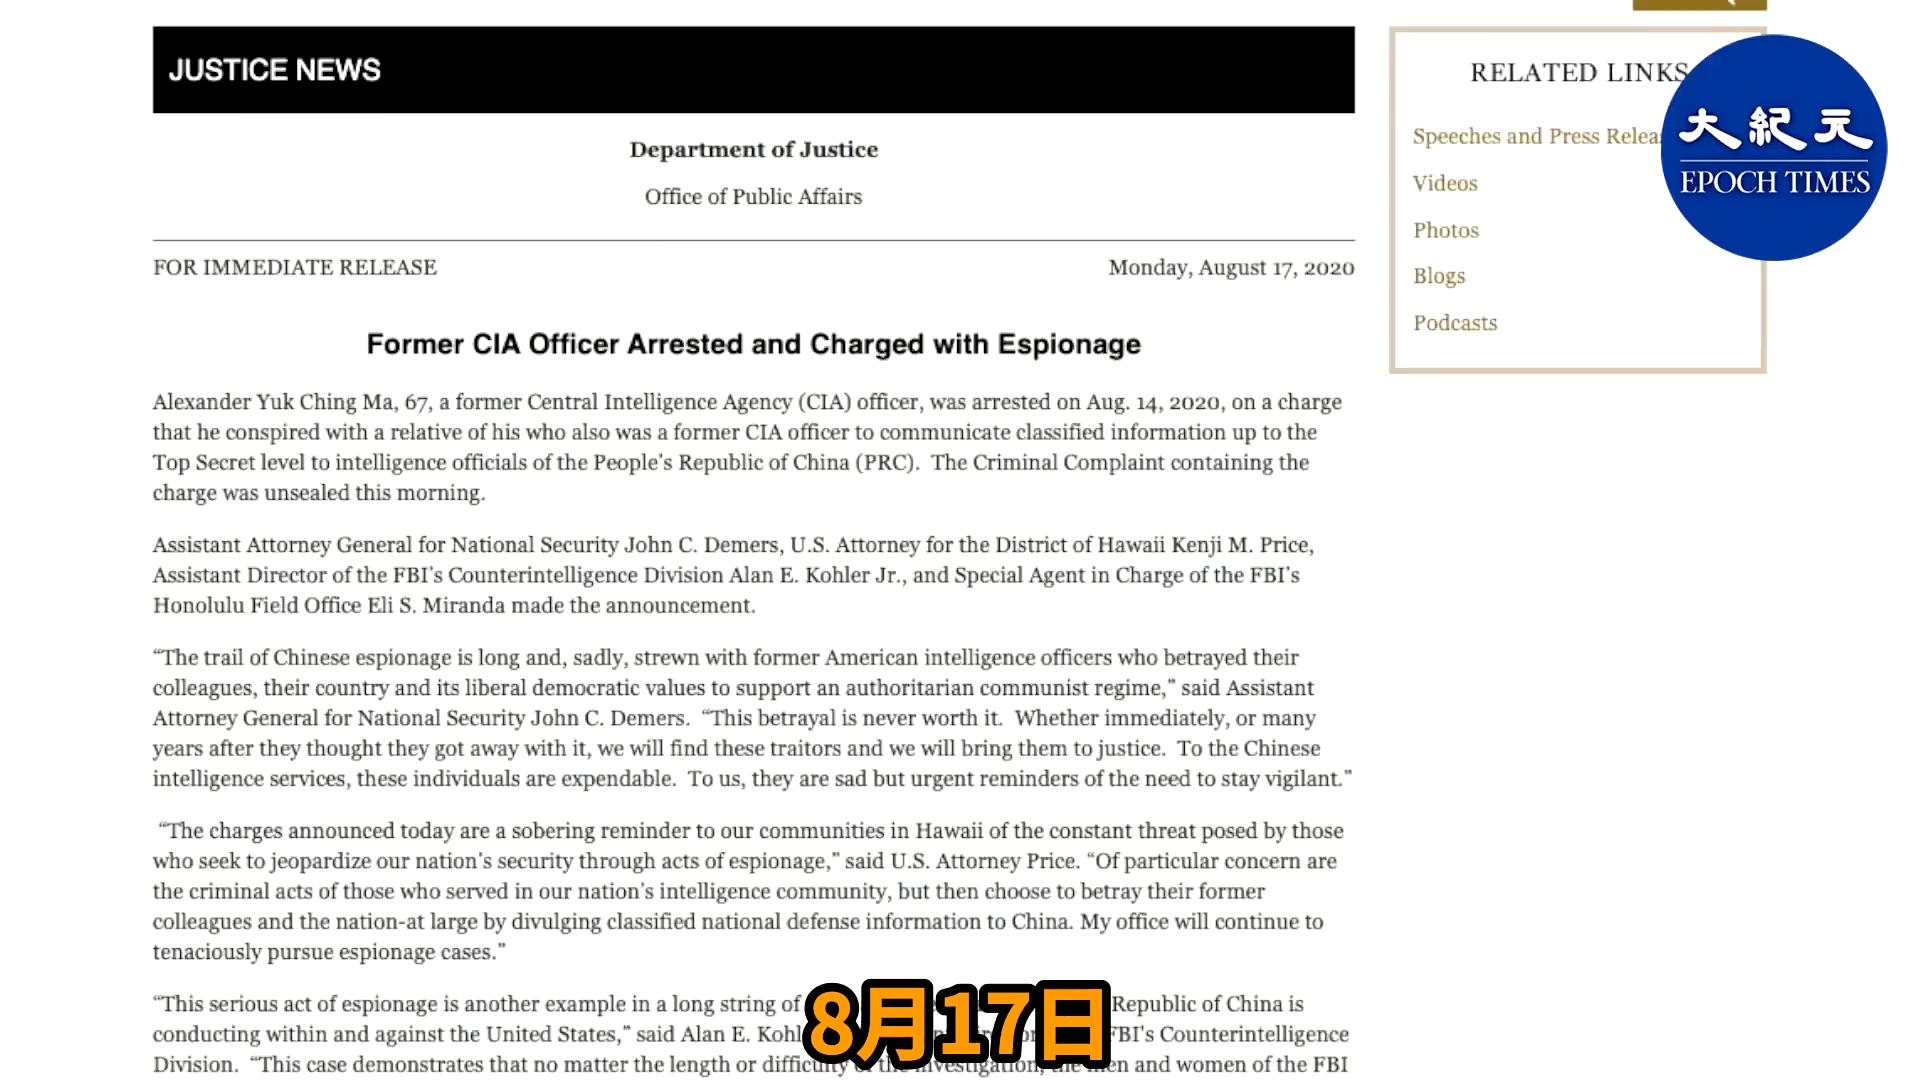 JUSTICE NEWS
Department of Justice
Office of Public Affairs
FOR IMMEDIATE RELEASE
Monday, August 17, 2020
Former CIA Officer Arrested and Charged with Espionage
Alexander Yuk Ching Ma, 67, a former Central Intelligence Agency (CIA) officer, was arrested on Aug. 14, 2020, on a charge
that he conspired with a relative of his who also was a former CIA officer to communicate classified information up to the
Top Secret level to intelligence officials of the People's Republic of China (PRC).  The Criminal Complaint containing the
charge was unsealed this morning.
Assistant Attorney General for National Security John C. Demers, U.S. Attorney for the District of Hawaii Kenji M. Price,
Assistant Director of the FBI's Counterintelligence Division Alan E. Kohler Jr., and Special Agent in Charge of the FBI's
Honolulu Field Office Eli S. Miranda made the announcement.
“The trail of Chinese espionage is long and, sadly, strewn with former American intelligence officers who betrayed their
colleagues, their country and its liberal democratic values to support an authoritarian communist regime,” said Assistant
Attorney General for National Security John C. Demers.  “This betrayal is never worth it.  Whether immediately, or many
years after they thought they got away with it, we will find these traitors and we will bring them to justice.  To the Chinese
intelligence services, these individuals are expendable.  To us, they are sad but urgent reminders of the need to stay vigilant.”
“The charges announced today are a sobering reminder to our communities in Hawaii of the constant threat posed by those
who seek to jeopardize our nation's security through acts of espionage,” said U.S. Attorney Price. “Of particular concern are
the criminal acts of those who served in our nation's intelligence community, but then choose to betray their former
colleagues and the nation-at large by divulging classified national defense information to China. My office will continue to
tenaciously pursue espionage cases.”
“This serious act of espionage is another example in a long string of Republic of China is
conducting within and against the United States,” said Alan E. FBI's Counterintelligence
Division.  “This case demonstrates that no matter the length or difficulty of the investigation, the men and women of the FBI
8月17日
RELATED LINKS
Speeches and Press
Videos
Photos
Blogs
Podcasts
大紀元
EPOCH TIMES